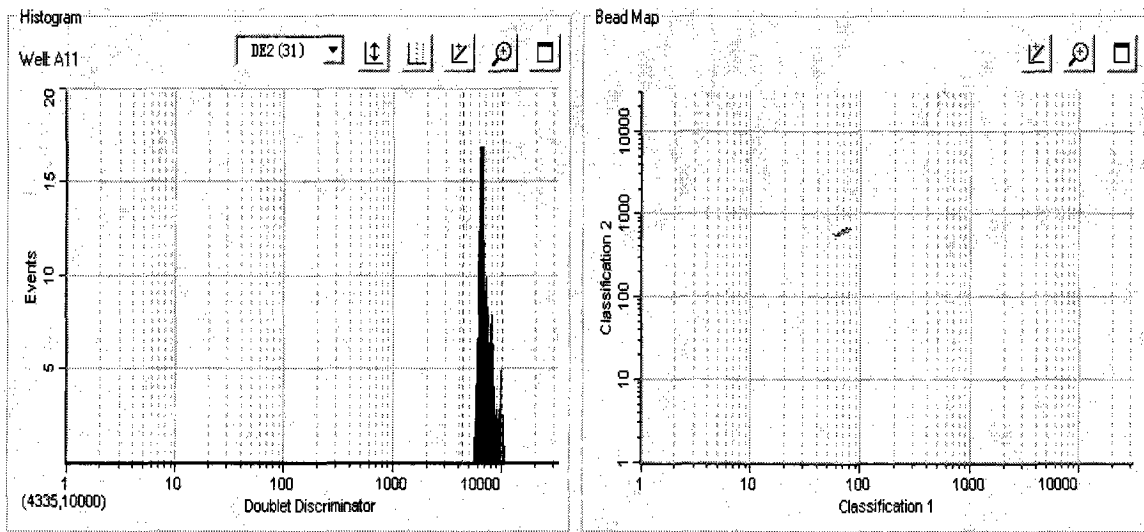 Histogram
Well: A11
DE2 (31)
Events
20
15
10
5
1
10
100
1000
10000
(4335,10000)
Doublet Discriminator
Bead Map
Classification 2
10000
1000
100
10
1
1
10
100
1000
10000
Classification 1